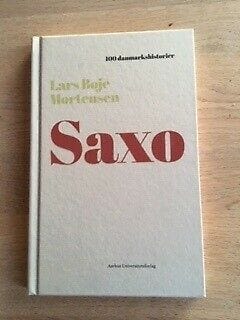 100 danmarkshistorier
Lars Boje
Mortensen
Saxo
Aarhus Universitetsforlag